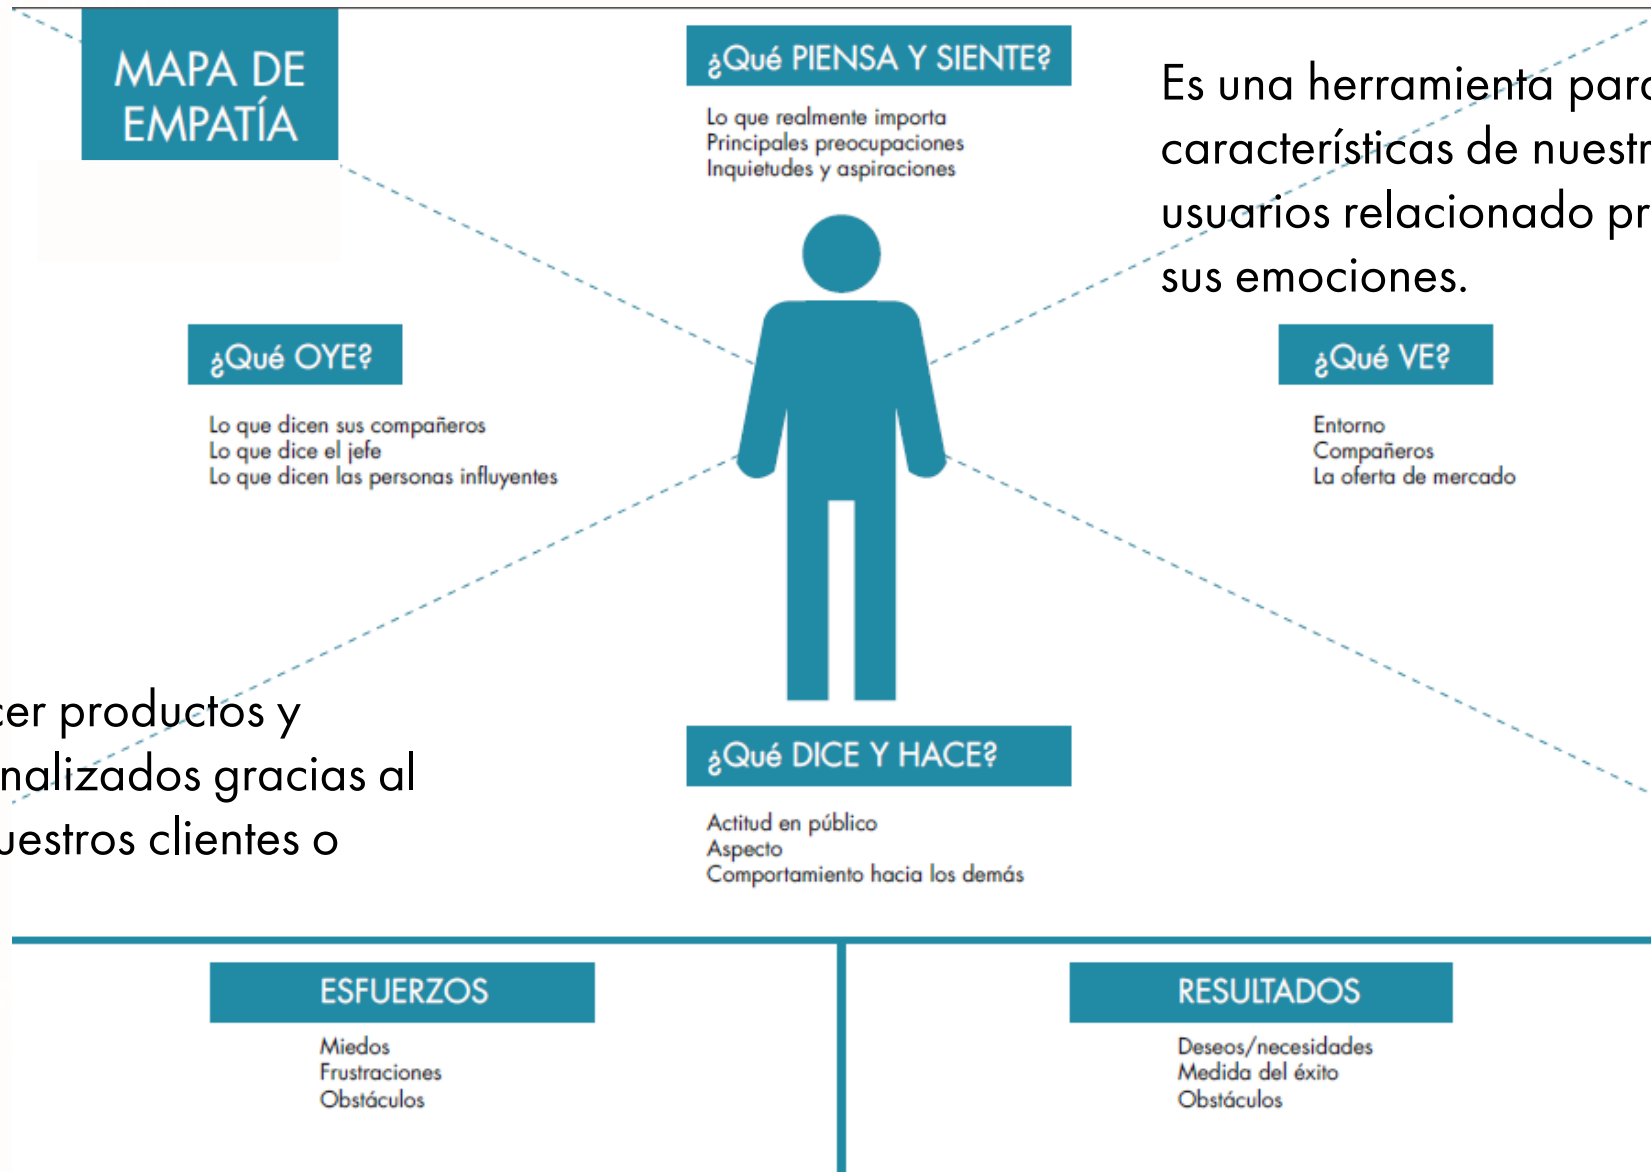 MAPA DE
EMPATÍA
¿Qué PIENSA Y SIENTE?
Lo que realmente importa
Principales preocupaciones
Inquietudes y aspiraciones
Es una herramienta para
características de nuestr
usuarios relacionado pr
sus emociones.
¿Qué OYE?
Lo que dicen sus compañeros
Lo que dice el jefe
Lo que dicen las personas influyentes
¿Qué VE?
Entorno
Compañeros
La oferta de mercado
cer productos y
nalizados gracias al
uestros clientes o
¿Qué DICE Y HACE?
Actitud en público
Aspecto
Comportamiento hacia los demás
ESFUERZOS
Miedos
Frustraciones
Obstáculos
RESULTADOS
Deseos/necesidades
Medida del éxito
Obstáculos